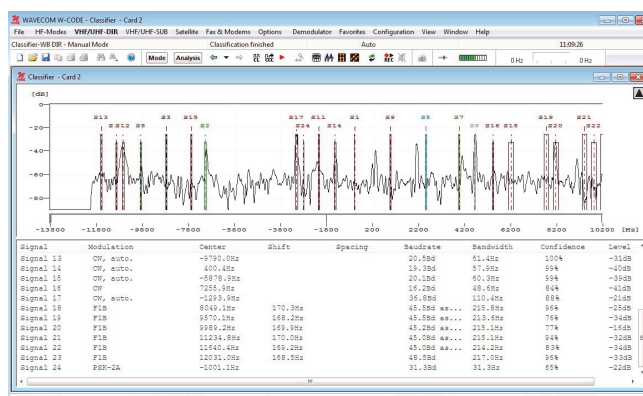 WAVECOM W-CODE - Classifier - Card 2
File HF-Modes VHF/UHF-DIR VHF/UHF-SUB Satellite Fax & Modems Options Demodulator Favorites Configuration View Window Help
Classifier-WB DIR - Manual Mode Classification finished Auto 11:09:26
Mode Analysis REC 0 Hz 0 Hz
Classifier - Card 2
[dB]
0
S13 S3 S15 S17 S11 S1 S9 S5 S7 S19 S21
S12 S8 S2 S24 S14 S6 S16 S18 S20 S22
-20
-40
-60
-80
-13800 -11800 -9800 -7800 -5800 -3800 -1800 200 2200 4200 6200 8200 10200 [Hz]
Signal Modulation Center Shift Spacing Baudrate Bandwidth Confidence Level
Signal 13 CW, auto. -9790.0Hz 20.5Bd 61.4Hz 100% -31dB
Signal 14 CW, auto. 400.4Hz 19.3Bd 57.9Hz 99% -40dB
Signal 15 CW, auto. -5878.9Hz 20.1Bd 60.3Hz 99% -39dB
Signal 16 CW 7255.9Hz 16.2Bd 48.6Hz 84% -41dB
Signal 17 CW, auto. -1293.9Hz 36.8Bd 110.4Hz 88% -21dB
Signal 18 F1B 8049.1Hz 170.3Hz 45.5Bd as... 215.8Hz 96% -25dB
Signal 19 F1B 9570.1Hz 168.2Hz 45.5Bd as... 213.6Hz 76% -34dB
Signal 20 F1B 9989.2Hz 169.9Hz 45.2Bd as... 215.1Hz 77% -16dB
Signal 21 F1B 11234.8Hz 170.0Hz 45.0Bd as... 215.1Hz 94% -32dB
Signal 22 F1B 11640.4Hz 169.2Hz 45.0Bd as... 214.2Hz 83% -34dB
Signal 23 F1B 12031.0Hz 168.5Hz 48.5Bd 217.0Hz 96% -33dB
Signal 24 PSK-2A -1001.1Hz 31.3Bd 31.3Hz 65% -22dB